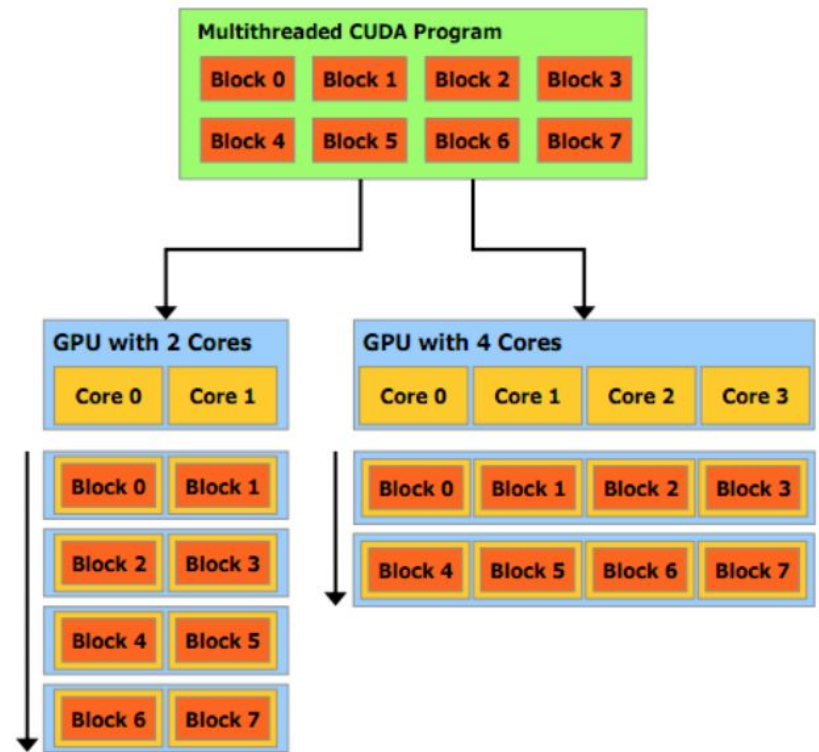 Multithreaded CUDA Program
Block 0 Block 1 Block 2 Block 3
Block 4 Block 5 Block 6 Block 7
GPU with 2 Cores
Core 0 Core 1
Block 0 Block 1
Block 2 Block 3
Block 4 Block 5
Block 6 Block 7
GPU with 4 Cores
Core 0 Core 1 Core 2 Core 3
Block 0 Block 1 Block 2 Block 3
Block 4 Block 5 Block 6 Block 7